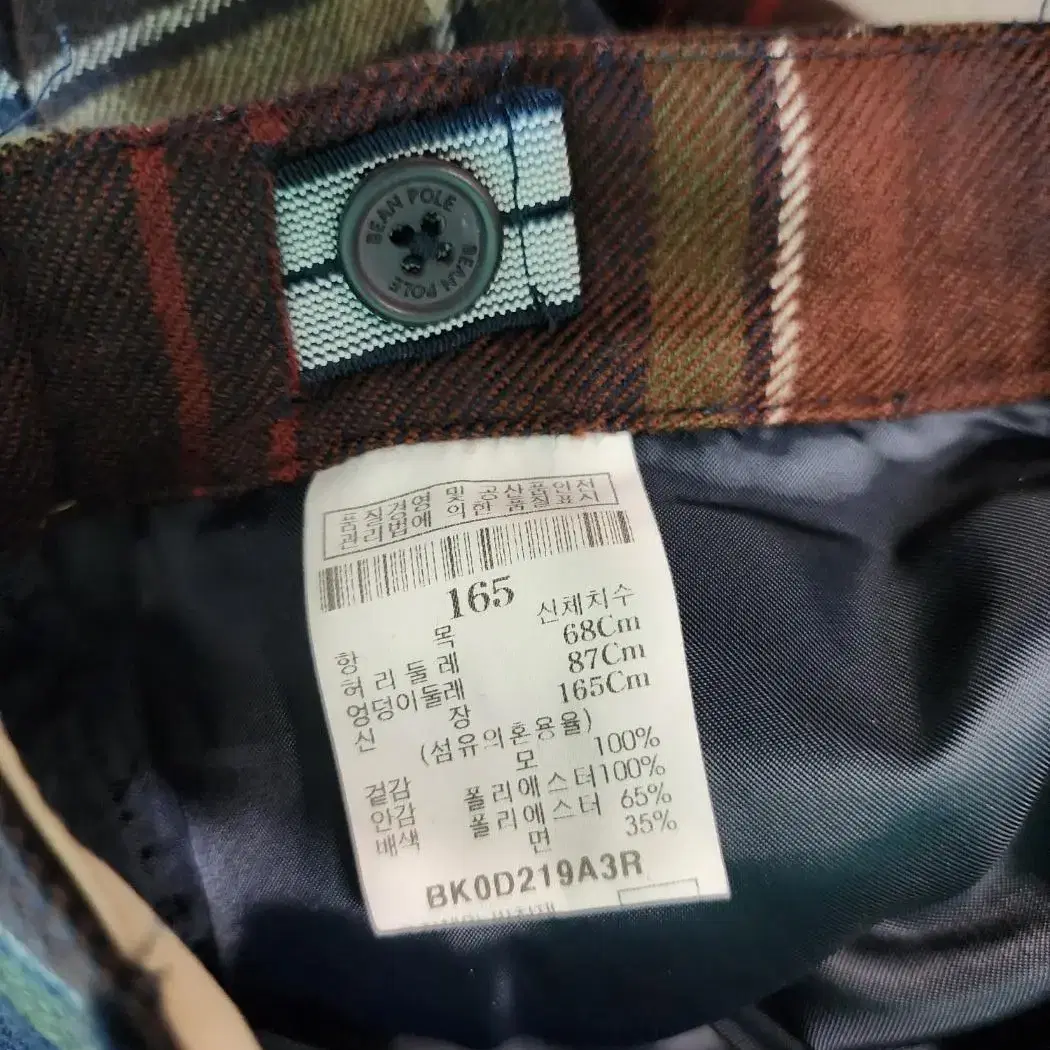 BEAN POLE BEAN POLE
품질경영 및 공산품안전
관리법에 의한 품질표시
165
항 목 신체치수
허 리 둘 레 68Cm
엉덩이둘레 87Cm
신 장 165Cm
(섬유의혼용율)
겉감 모 100%
안감 폴리에스터100%
배색 폴리에스터 65%
면 35%
BK0D219A3R